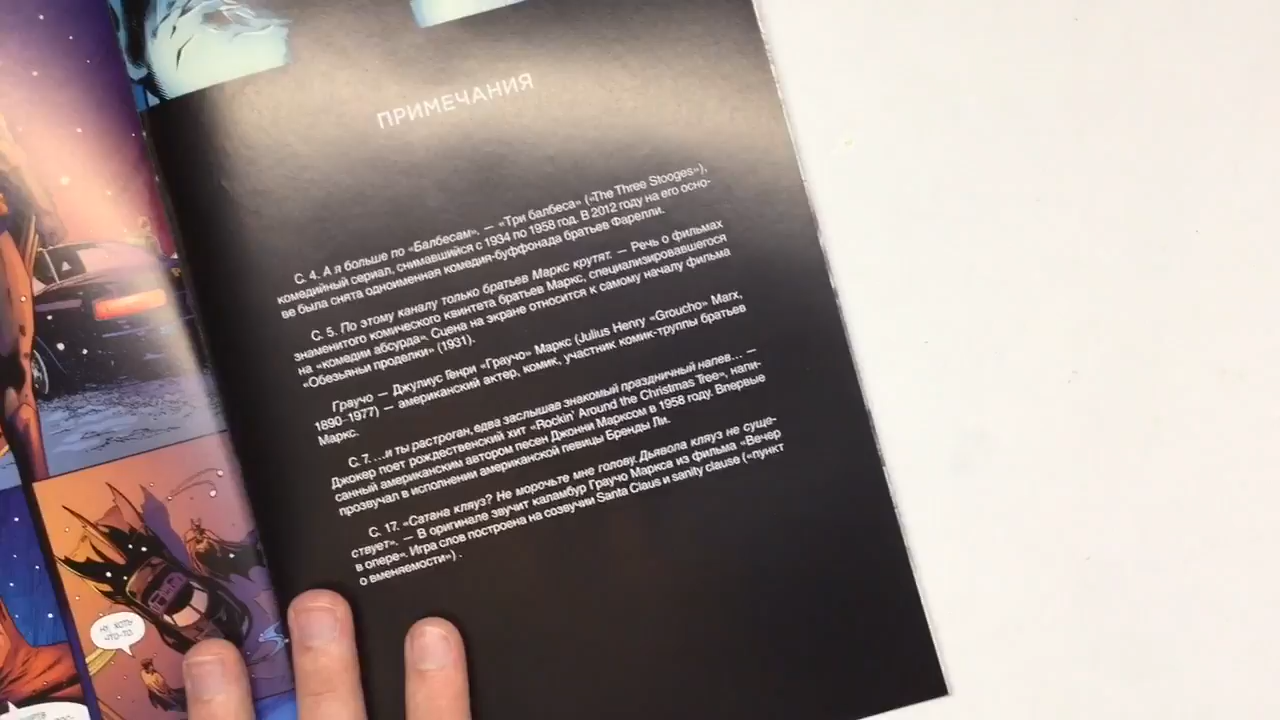 ПРИМЕЧАНИЯ
С. 4. А я больше по «Балбесам». — «Три балбеса» («The Three Stooges»),
комедийный сериал, снимавшийся с 1934 по 1958 год. В 2012 году на его осно-
ве была снята одноименная комедия-буффонада братьев Фарелли.
С. 5. По этому каналу только братьев Маркс крутят. — Речь о фильмах
знаменитого комического квинтета братьев Маркс, специализировавшегося
на «комедии абсурда». Сцена на экране относится к самому началу фильма
«Обезьяньи проделки» (1931).
Граучо — Джулиус Генри «Граучо» Маркс (Julius Henry «Groucho» Marx,
1890–1977) — американский актер, комик, участник комик-труппы братьев
Маркс.
С. 7. ...и ты растроган, едва заслышав знакомый праздничный напев... —
Джокер поет рождественский хит «Rockin' Around the Christmas Tree», напи-
санный американским автором песен Джонни Марксом в 1958 году. Впервые
прозвучал в исполнении американской певицы Бренды Ли.
С. 17. «Сатана кляуз? Не морочьте мне голову. Дьявола кляуз не суще-
ствует». — В оригинале звучит каламбур Граучо Маркса из фильма «Вечер
в опере». Игра слов построена на созвучии Santa Claus и sanity clause («пункт
о вменяемости») .
НУ ХОТЬ
ЧТО-ТО.